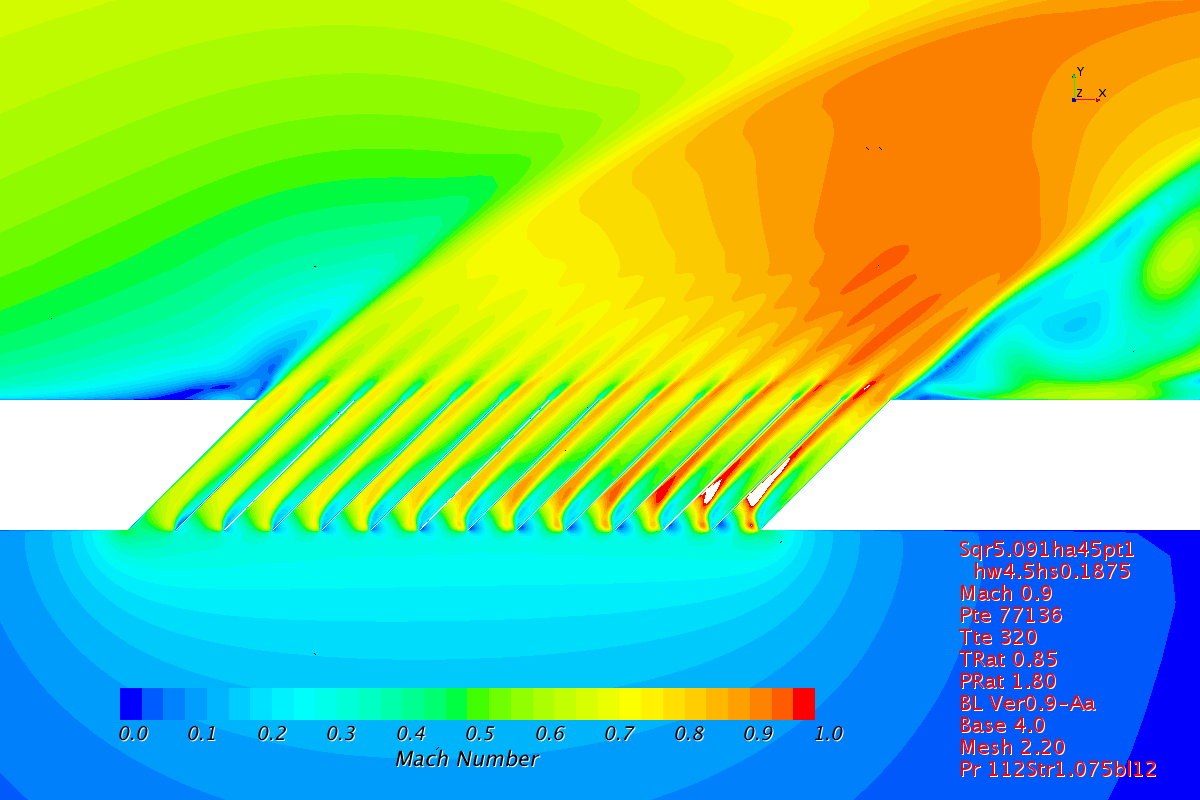 Y
Z X
Sqr5.091ha45pt1
hw4.5hs0.1875
Mach 0.9
Pte 77136
Tte 320
TRat 0.85
PRat 1.80
BL Ver0.9-Aa
Base 4.0
Mesh 2.20
Pr 112Str1.075bl12
0.0 0.1 0.2 0.3 0.4 0.5 0.6 0.7 0.8 0.9 1.0
Mach Number